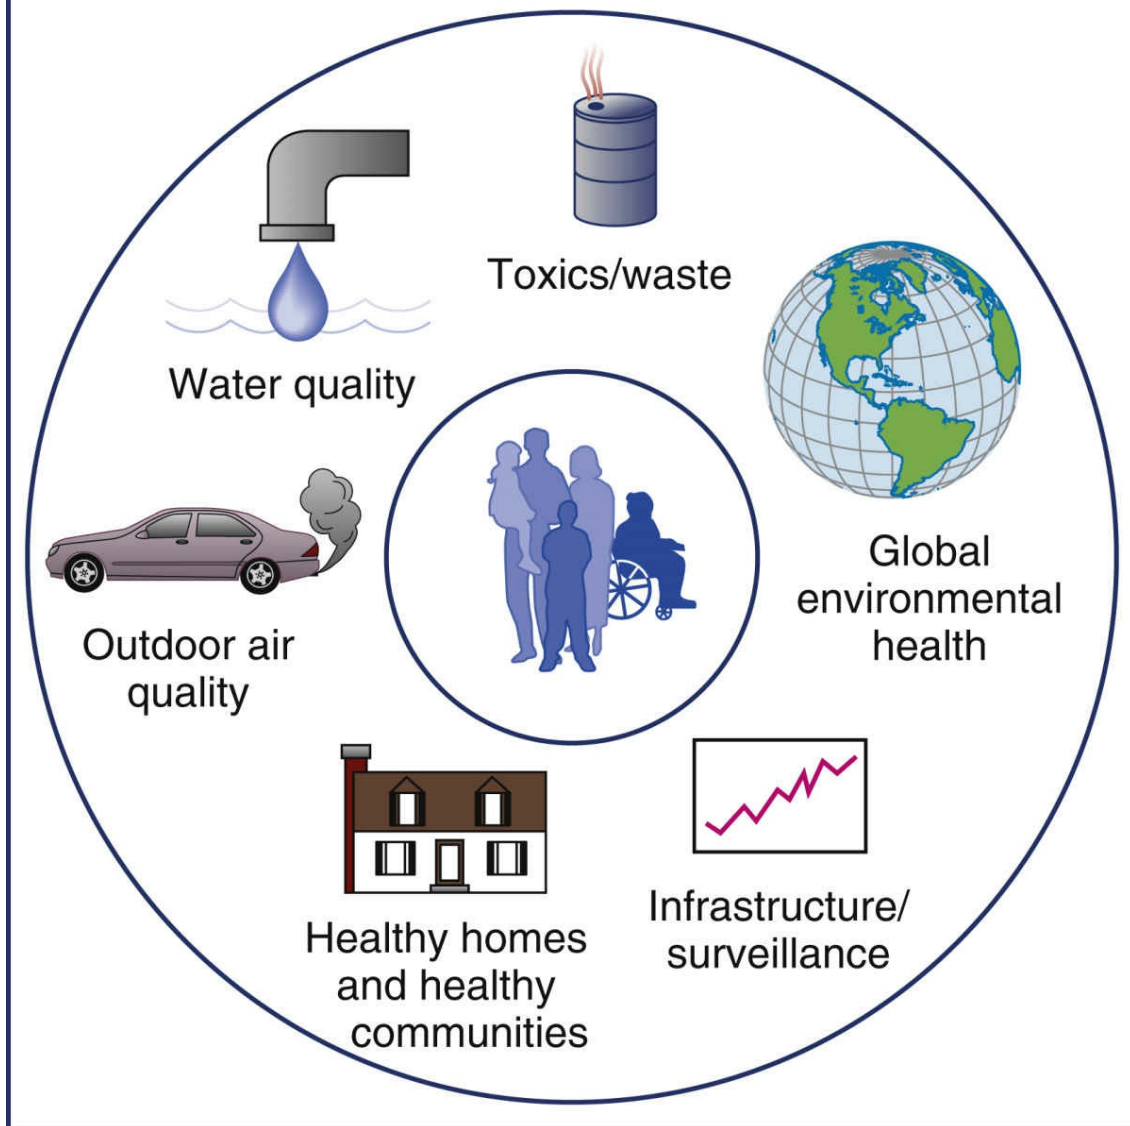 Toxics/waste
Water quality
Global
environmental
health
Outdoor air
quality
Infrastructure/
surveillance
Healthy homes
and healthy
communities